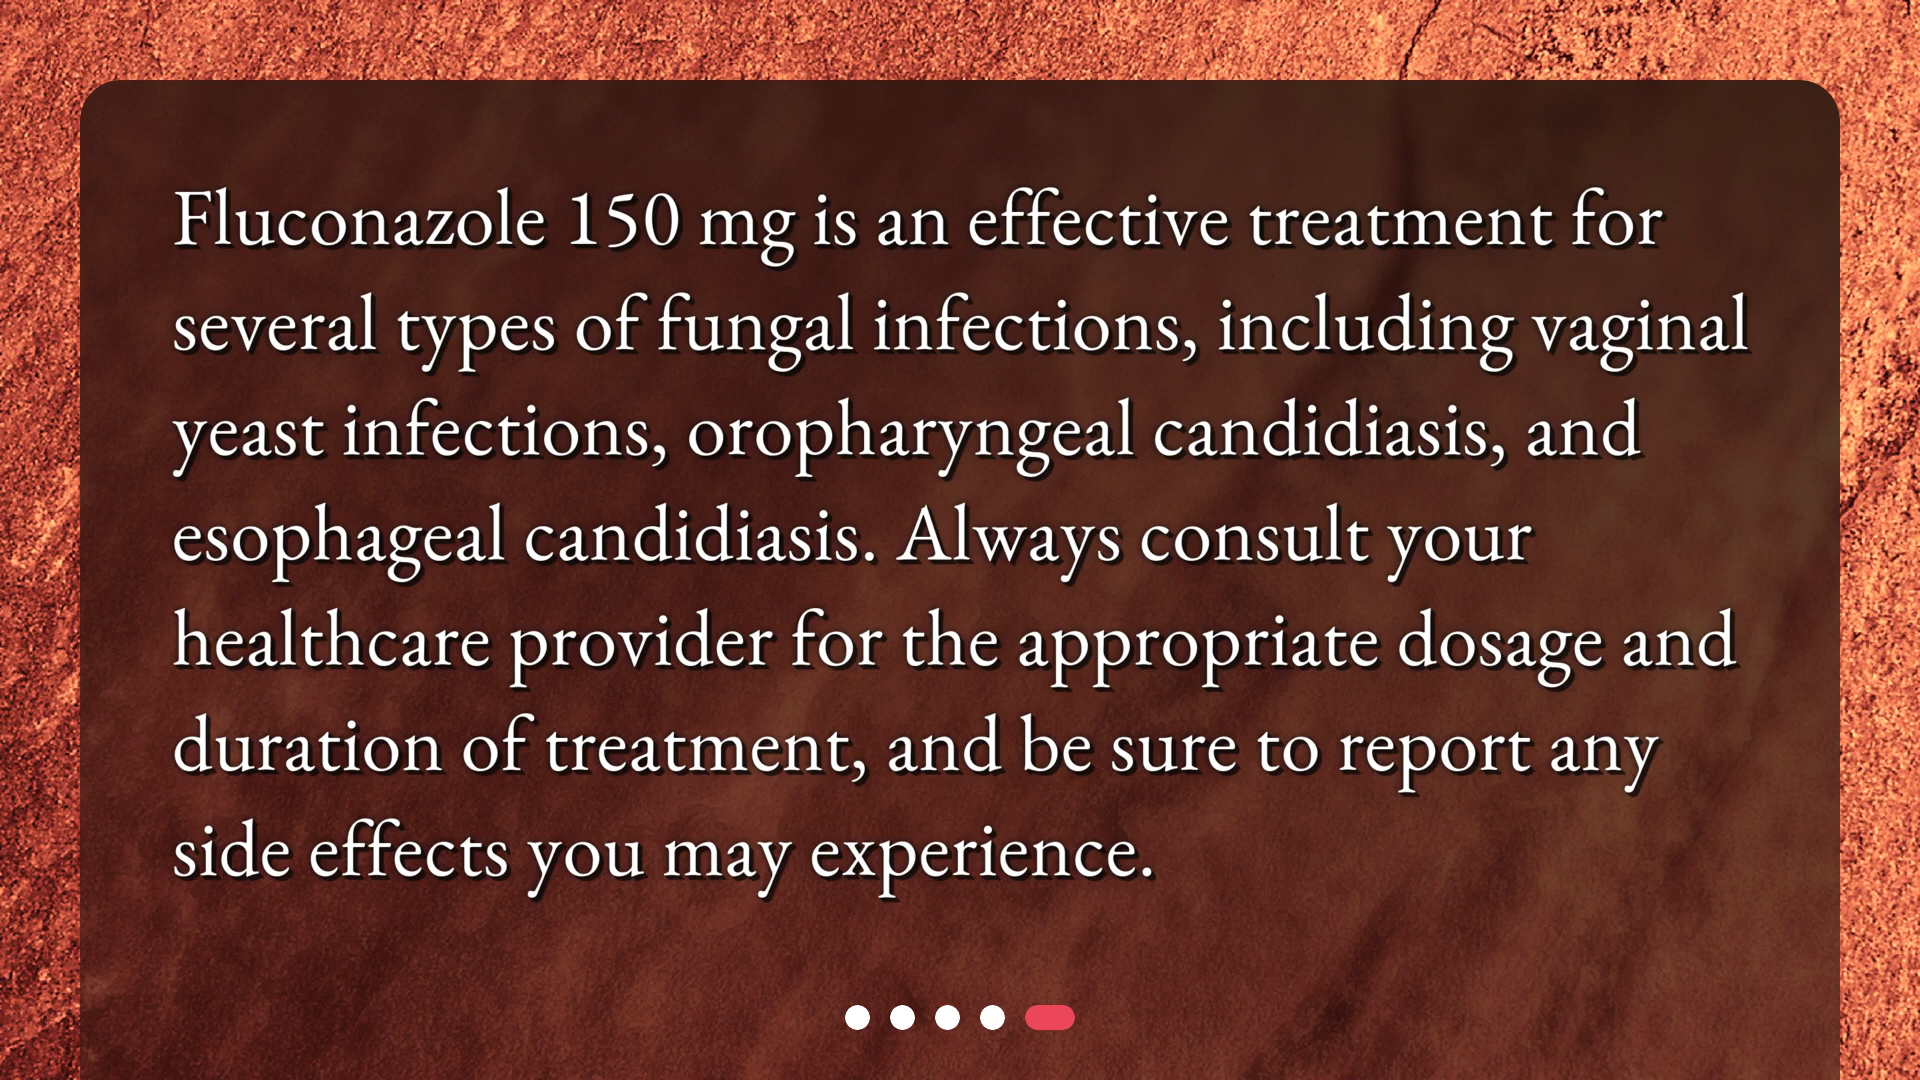 Fluconazole 150 mg is an effective treatment for
several types of fungal infections, including vaginal
yeast infections, oropharyngeal candidiasis, and
esophageal candidiasis. Always consult your
healthcare provider for the appropriate dosage and
duration of treatment, and be sure to report any
side effects you may experience.